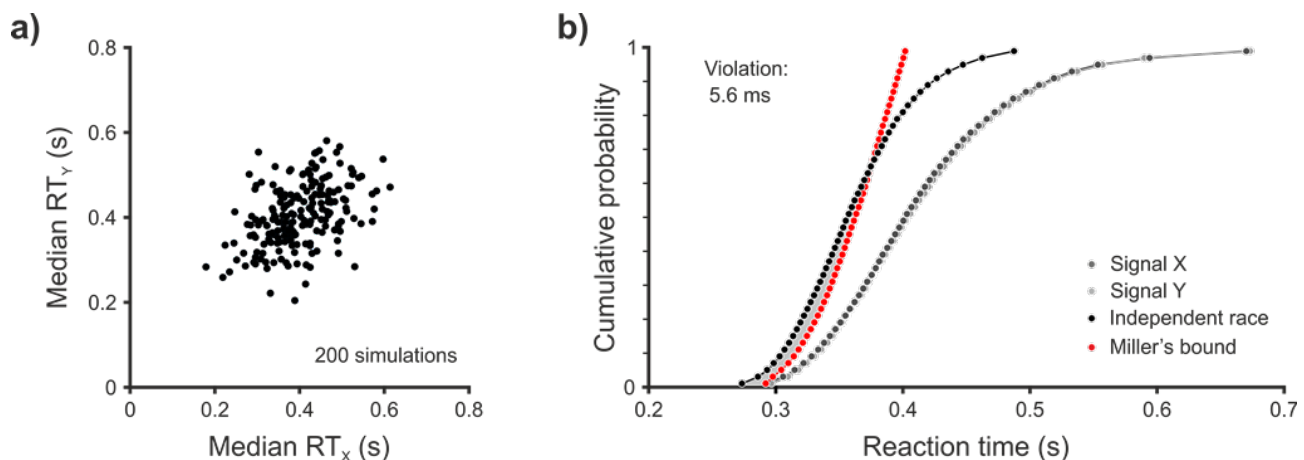 a)
0.8
0.6
0.4
0.2
0
Median RT_Y (s)
200 simulations
0 0.2 0.4 0.6 0.8
Median RT_X (s)
b)
1
0
Cumulative probability
Violation:
5.6 ms
Signal X
Signal Y
Independent race
Miller's bound
0.2 0.3 0.4 0.5 0.6 0.7
Reaction time (s)